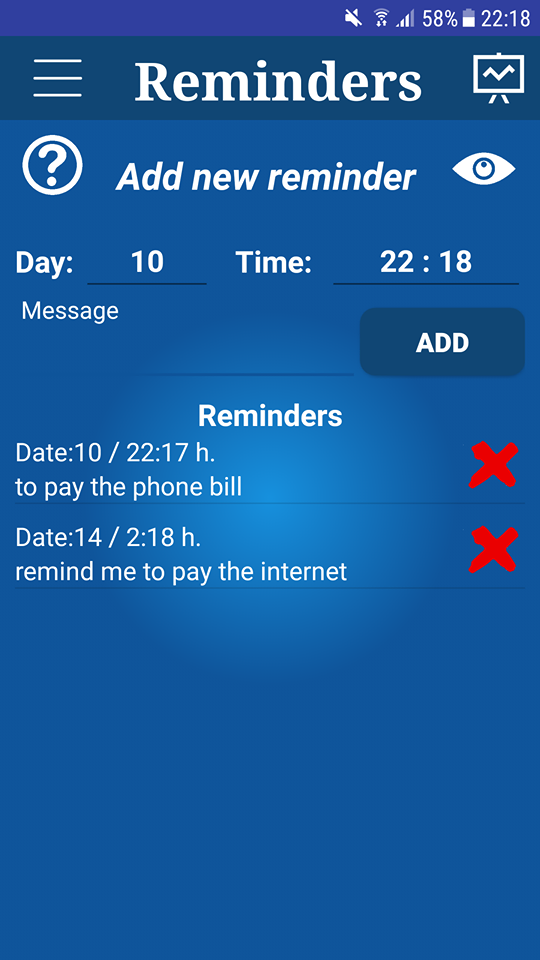 58% 22:18
Reminders
Add new reminder
Day: 10 Time: 22 : 18
Message
ADD
Reminders
Date:10 / 22:17 h.
to pay the phone bill
Date:14 / 2:18 h.
remind me to pay the internet